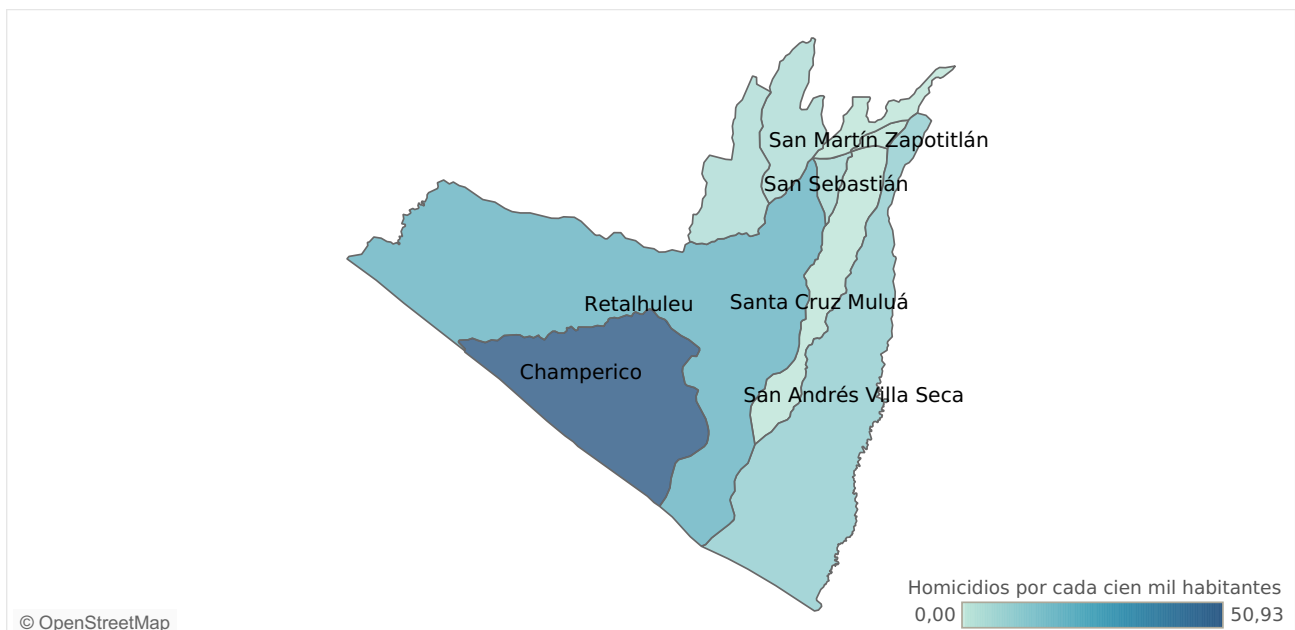 San Martín Zapotitlán
San Sebastián
Retalhuleu
Santa Cruz Muluá
Champerico
San Andrés Villa Seca
Homicidios por cada cien mil habitantes
0,00
50,93
© OpenStreetMap